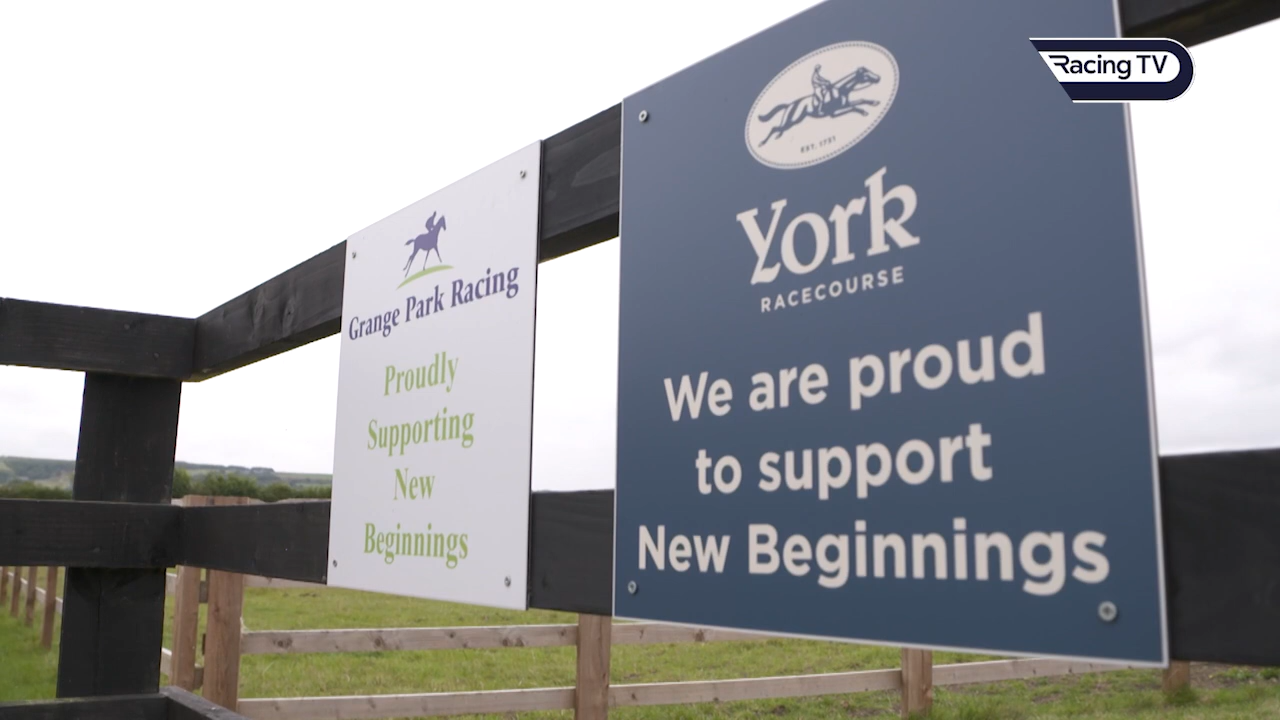 Racing TV
Grange Park Racing
Proudly
Supporting
New
Beginnings
EST. 1731
York
RACECOURSE
We are proud
to support
New Beginnings